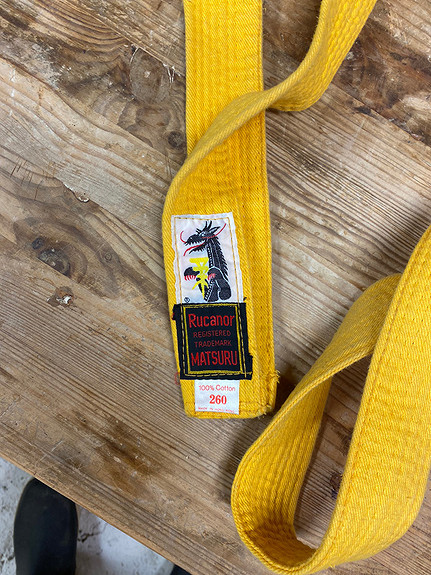 ®
Rucanor
REGISTERED
TRADEMARK
MATSURU
100% Cotton
260